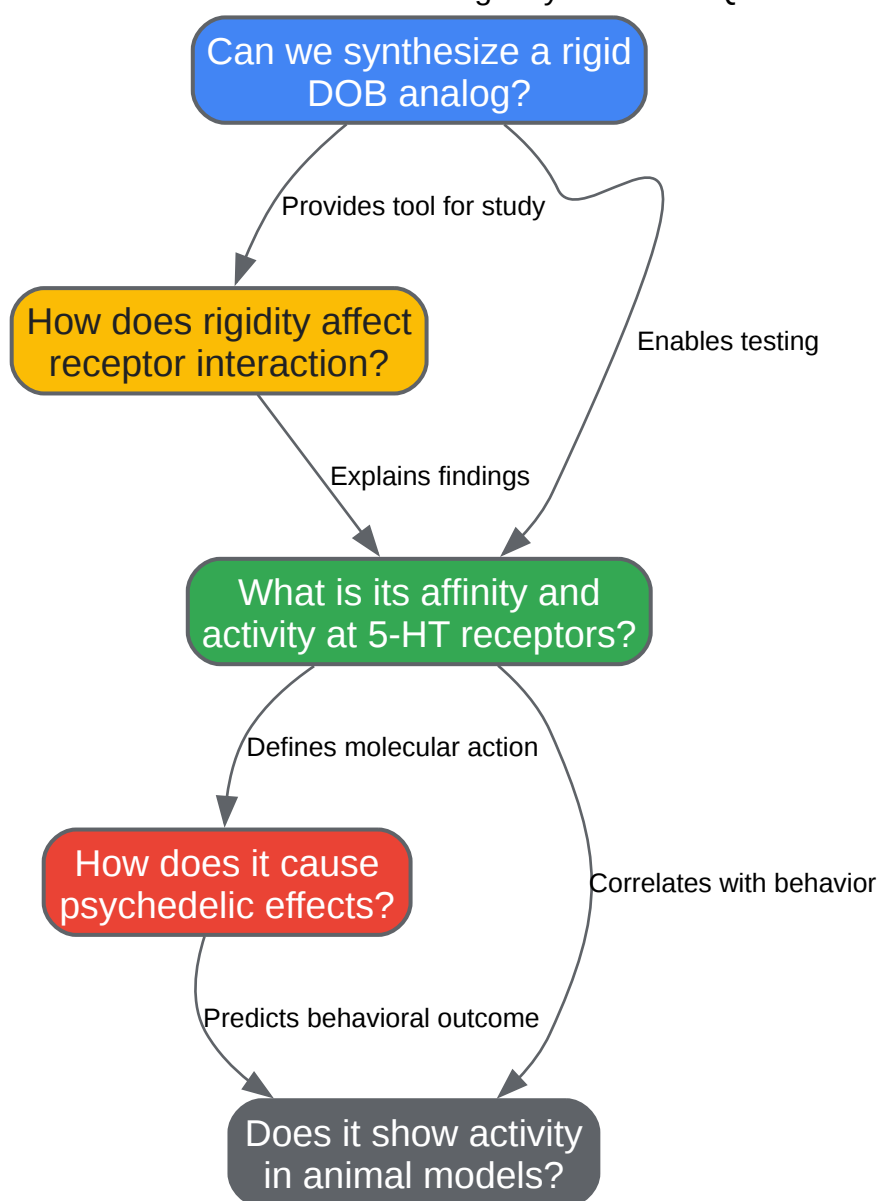 Can we synthesize a rigid
DOB analog?
Provides tool for study
How does rigidity affect
receptor interaction?
Enables testing
Explains findings
What is its affinity and
activity at 5-HT receptors?
Defines molecular action
How does it cause
psychedelic effects?
Correlates with behavior
Predicts behavioral outcome
Does it show activity
in animal models?